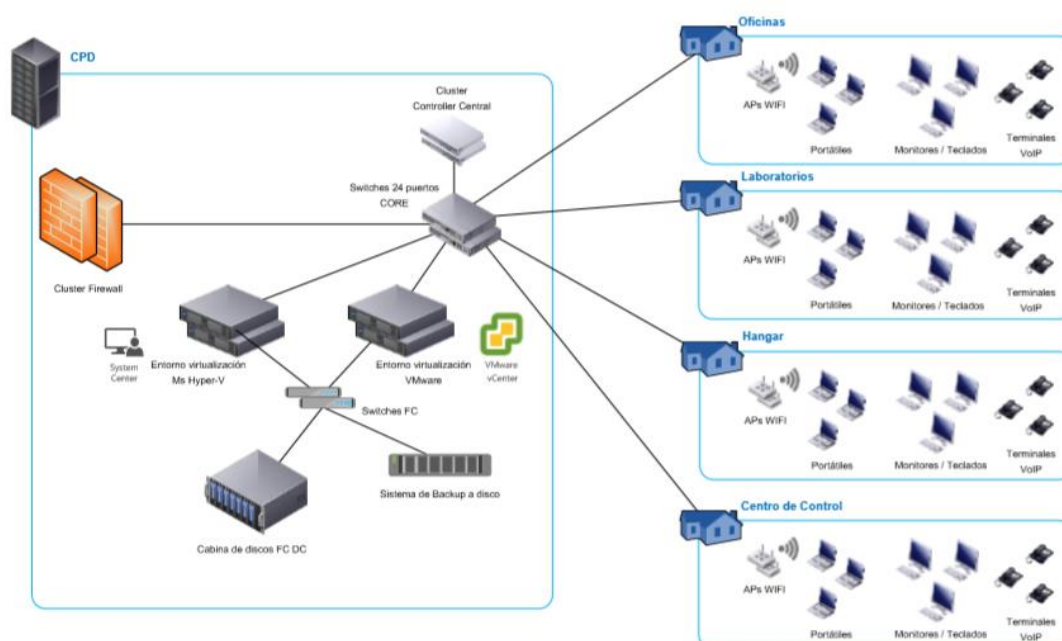 CPD
Cluster
Controller Central
Switches 24 puertos
CORE
Cluster Firewall
System
Center
Entorno virtualización
Ms Hyper-V
Entorno virtualización
VMware
VMware
vCenter
Switches FC
Sistema de Backup a disco
Cabina de discos FC DC
Oficinas
APs WIFI
Portátiles
Monitores / Teclados
Terminales
VoIP
Laboratorios
APs WIFI
Portátiles
Monitores / Teclados
Terminales
VoIP
Hangar
APs WIFI
Portátiles
Monitores / Teclados
Terminales
VoIP
Centro de Control
APs WIFI
Portátiles
Monitores / Teclados
Terminales
VoIP